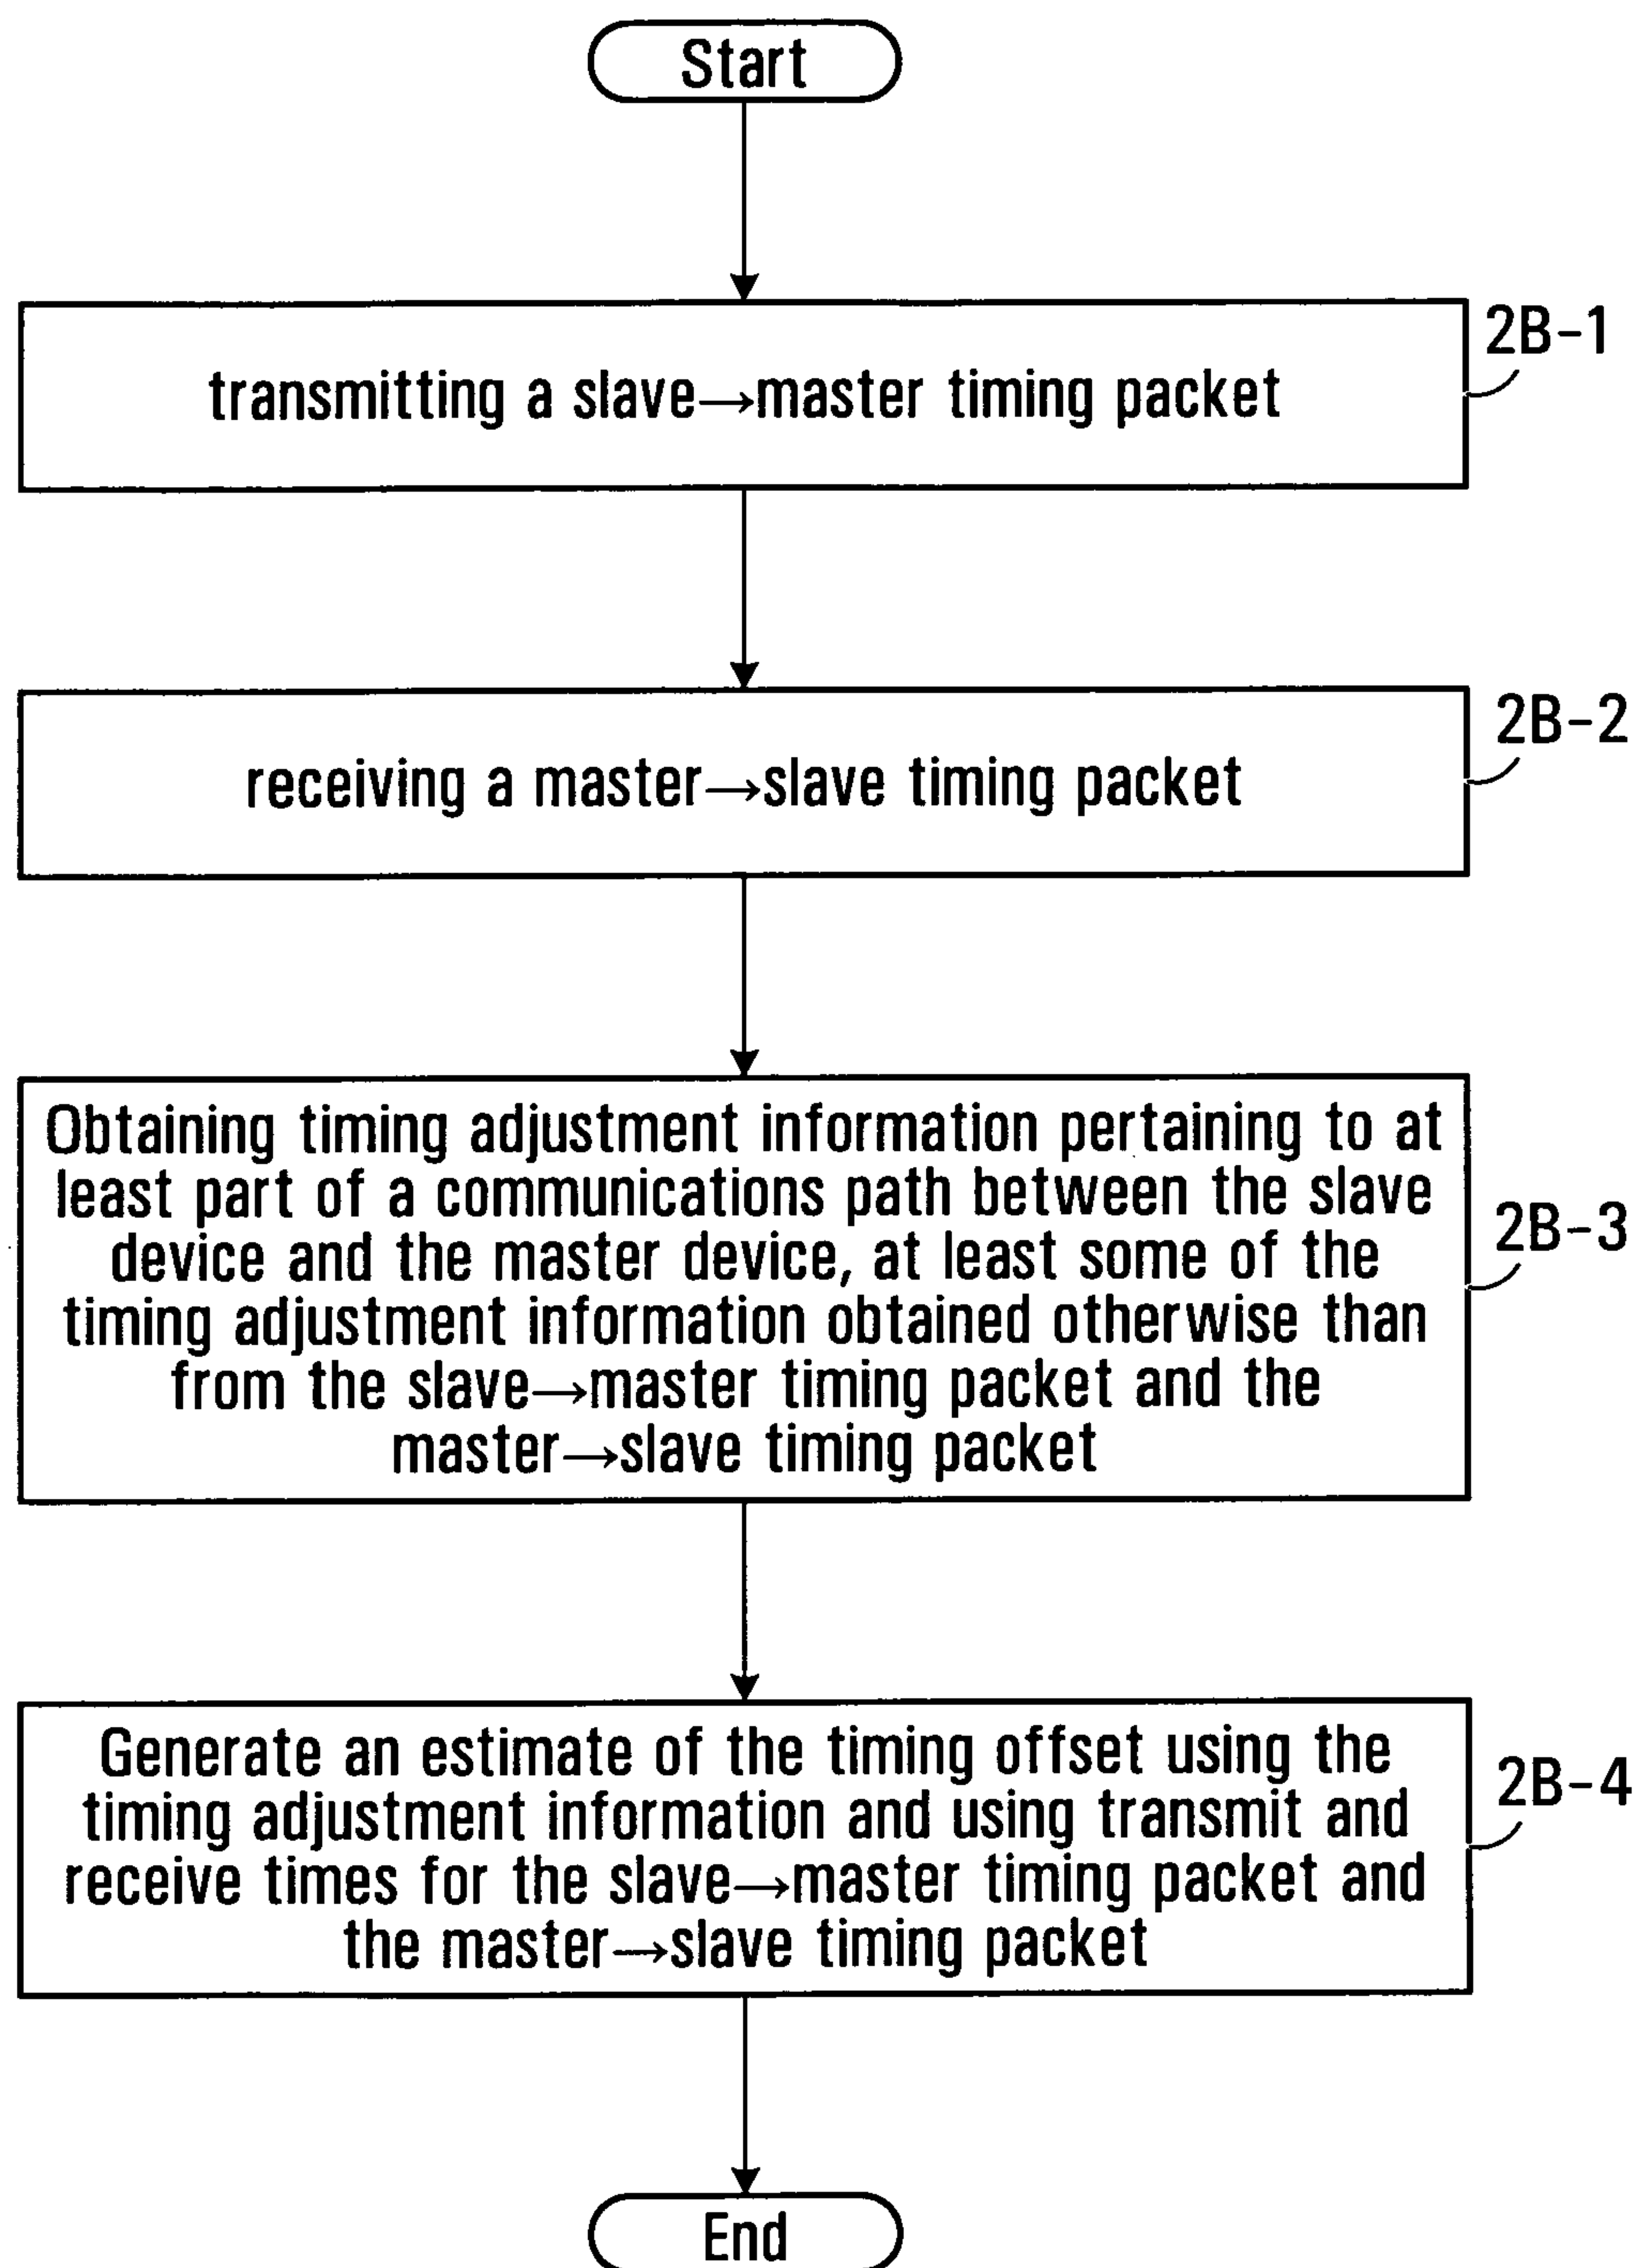 Start
2B-1
transmitting a slave→master timing packet
2B-2
receiving a master→slave timing packet
Obtaining timing adjustment information pertaining to at
least part of a communications path between the slave
device and the master device, at least some of the
timing adjustment information obtained otherwise than
from the slave→master timing packet and the
master→slave timing packet
2B-3
Generate an estimate of the timing offset using the
timing adjustment information and using transmit and
receive times for the slave→master timing packet and
the master→slave timing packet
2B-4
End